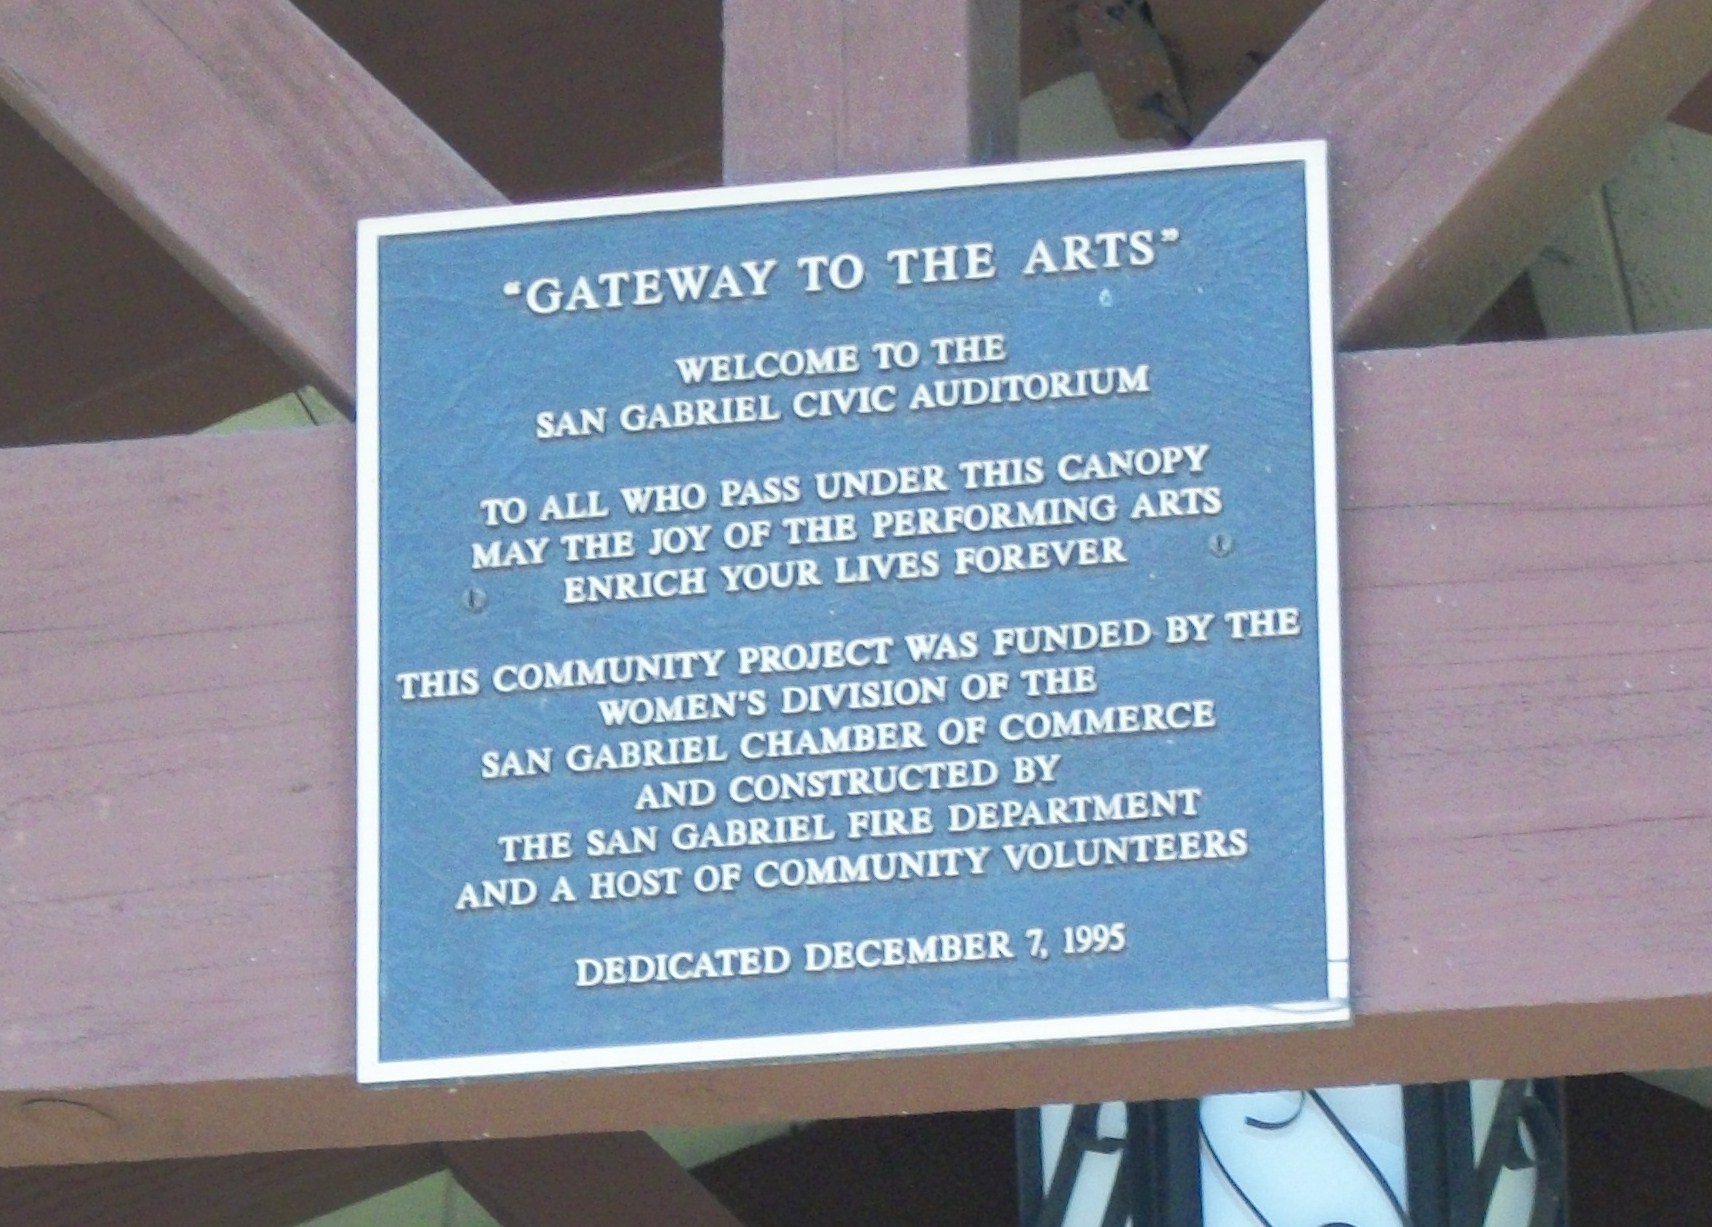 “GATEWAY TO THE ARTS”
WELCOME TO THE
SAN GABRIEL CIVIC AUDITORIUM
TO ALL WHO PASS UNDER THIS CANOPY
MAY THE JOY OF THE PERFORMING ARTS
ENRICH YOUR LIVES FOREVER
THIS COMMUNITY PROJECT WAS FUNDED BY THE
WOMEN'S DIVISION OF THE
SAN GABRIEL CHAMBER OF COMMERCE
AND CONSTRUCTED BY
THE SAN GABRIEL FIRE DEPARTMENT
AND A HOST OF COMMUNITY VOLUNTEERS
DEDICATED DECEMBER 7, 1995